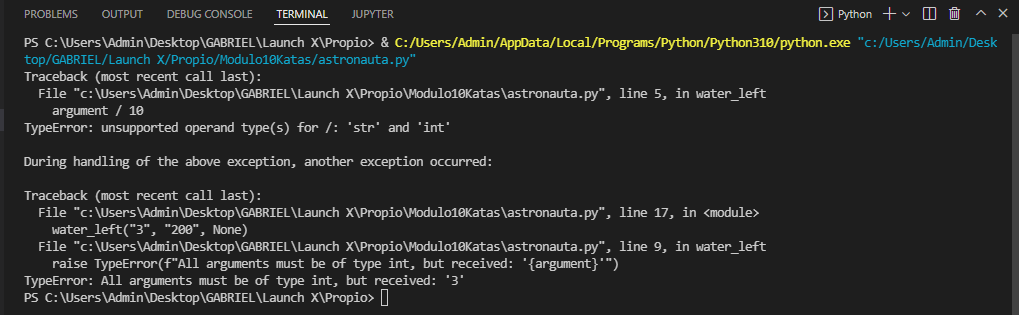 PROBLEMS OUTPUT DEBUG CONSOLE TERMINAL JUPYTER Python
PS C:\Users\Admin\Desktop\GABRIEL\Launch X\Propio> & C:/Users/Admin/AppData/Local/Programs/Python/Python310/python.exe "c:/Users/Admin/Desk
top/GABRIEL/Launch X/Propio/Modulo10Katas/astronauta.py"
Traceback (most recent call last):
  File "c:\Users\Admin\Desktop\GABRIEL\Launch X\Propio\Modulo10Katas\astronauta.py", line 5, in water_left
    argument / 10
TypeError: unsupported operand type(s) for /: 'str' and 'int'
During handling of the above exception, another exception occurred:
Traceback (most recent call last):
  File "c:\Users\Admin\Desktop\GABRIEL\Launch X\Propio\Modulo10Katas\astronauta.py", line 17, in <module>
    water_left("3", "200", None)
  File "c:\Users\Admin\Desktop\GABRIEL\Launch X\Propio\Modulo10Katas\astronauta.py", line 9, in water_left
    raise TypeError(f"All arguments must be of type int, but received: '{argument}'")
TypeError: All arguments must be of type int, but received: '3'
PS C:\Users\Admin\Desktop\GABRIEL\Launch X\Propio>